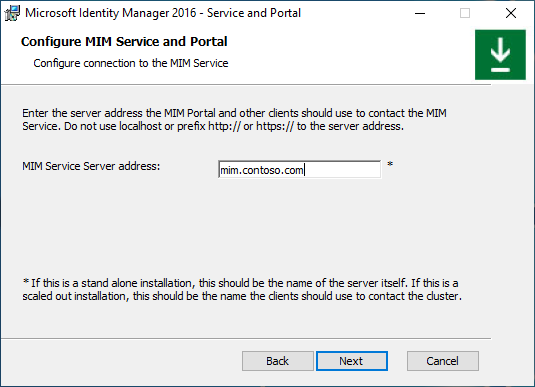 Microsoft Identity Manager 2016 - Service and Portal
Configure MIM Service and Portal
Configure connection to the MIM Service
Enter the server address the MIM Portal and other clients should use to contact the MIM
Service. Do not use localhost or prefix http:// or https:// to the server address.
MIM Service Server address: mim.contoso.com *
* If this is a stand alone installation, this should be the name of the server itself. If this is a
scaled out installation, this should be the name the clients should use to contact the cluster.
Back Next Cancel